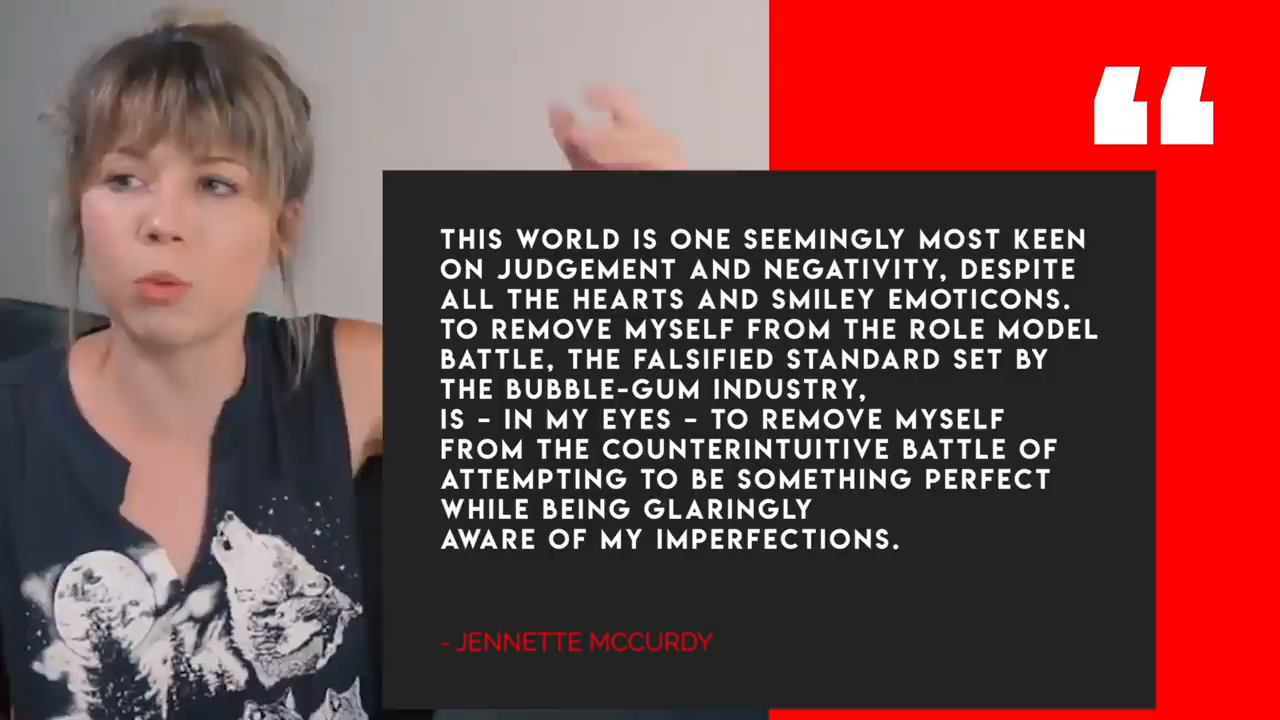 “
THIS WORLD IS ONE SEEMINGLY MOST KEEN
ON JUDGEMENT AND NEGATIVITY, DESPITE
ALL THE HEARTS AND SMILEY EMOTICONS.
TO REMOVE MYSELF FROM THE ROLE MODEL
BATTLE, THE FALSIFIED STANDARD SET BY
THE BUBBLE-GUM INDUSTRY,
IS – IN MY EYES – TO REMOVE MYSELF
FROM THE COUNTERINTUITIVE BATTLE OF
ATTEMPTING TO BE SOMETHING PERFECT
WHILE BEING GLARINGLY
AWARE OF MY IMPERFECTIONS.
- JENNETTE MCCURDY